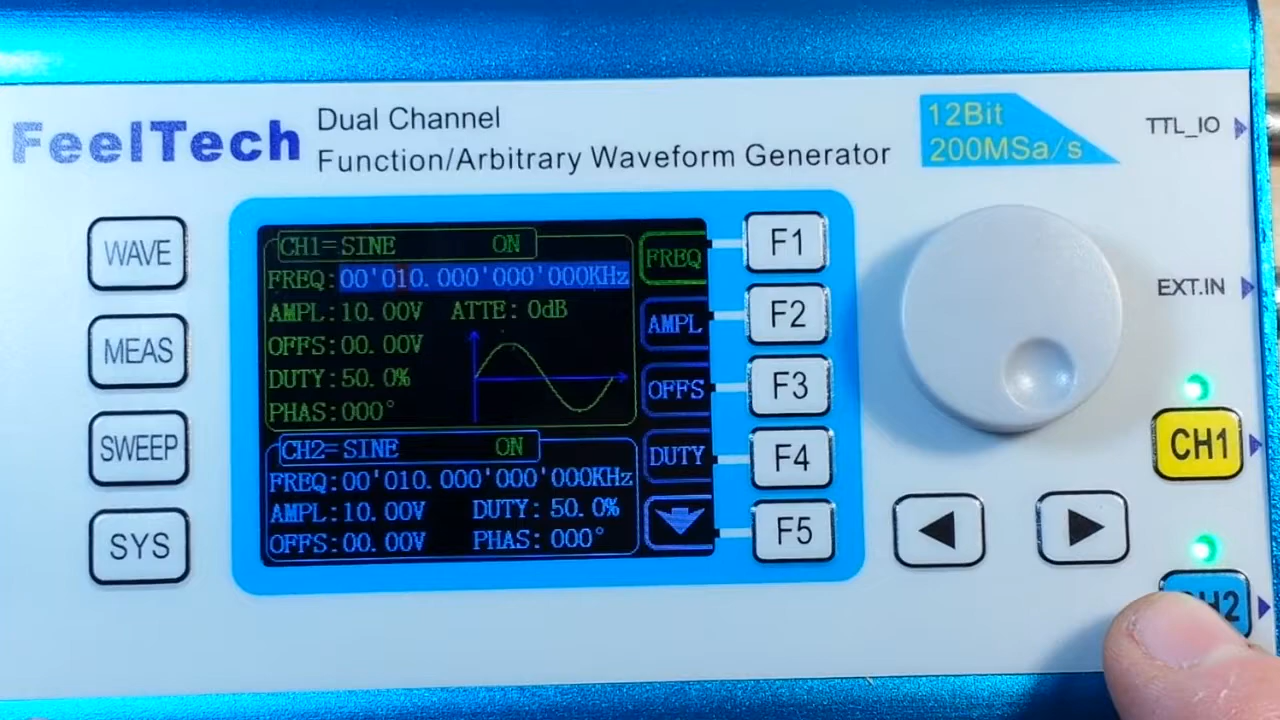 FeelTech
Dual Channel
Function/Arbitrary Waveform Generator
12Bit
200MSa/s
TTL_IO
WAVE
MEAS
SWEEP
SYS
CH1=SINE ON
FREQ:00'010.000'000'000KHz
AMPL:10.00V ATTE:0dB
OFFS:00.00V
DUTY:50.0%
PHAS:000°
CH2=SINE ON
FREQ:00'010.000'000'000KHz
AMPL:10.00V DUTY:50.0%
OFFS:00.00V PHAS:000°
FREQ
AMPL
OFFS
DUTY
F1
F2
F3
F4
F5
EXT.IN
CH1